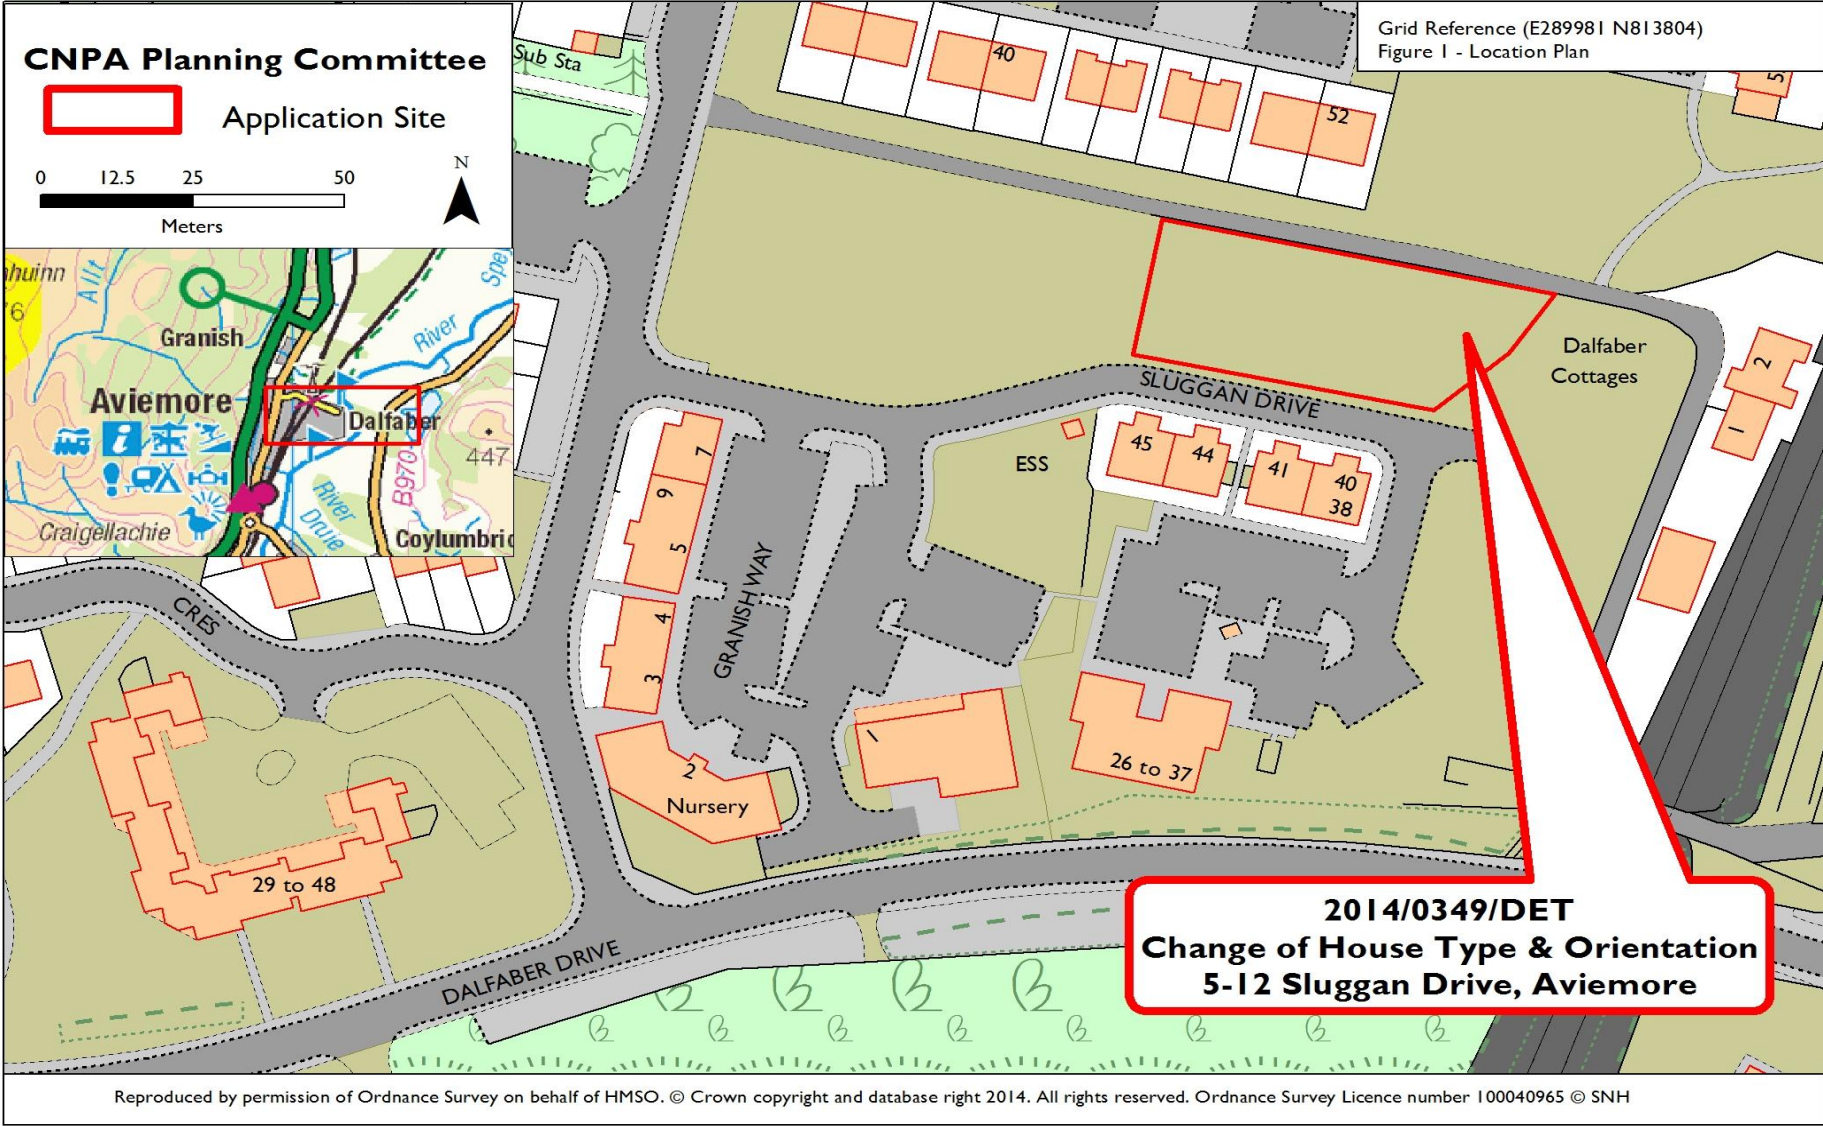 CNPA Planning Committee
Application Site
0 12.5 25 50
Meters
N
Grid Reference (E289981 N813804)
Figure 1 - Location Plan
Sub Sta
40
52
5
Allt
Granish
Spey
River
Aviemore
Dalfaber
447
B970
River
Druie
Craigellachie
Coylumbri
Dalfaber
Cottages
2
1
SLUGGAN DRIVE
ESS
45
44
41
40
38
7
9
5
4
3
GRANISH WAY
CRES
2
Nursery
1
26 to 37
29 to 48
DALFABER DRIVE
2014/0349/DET
Change of House Type & Orientation
5-12 Sluggan Drive, Aviemore
Reproduced by permission of Ordnance Survey on behalf of HMSO. © Crown copyright and database right 2014. All rights reserved. Ordnance Survey Licence number 100040965 © SNH